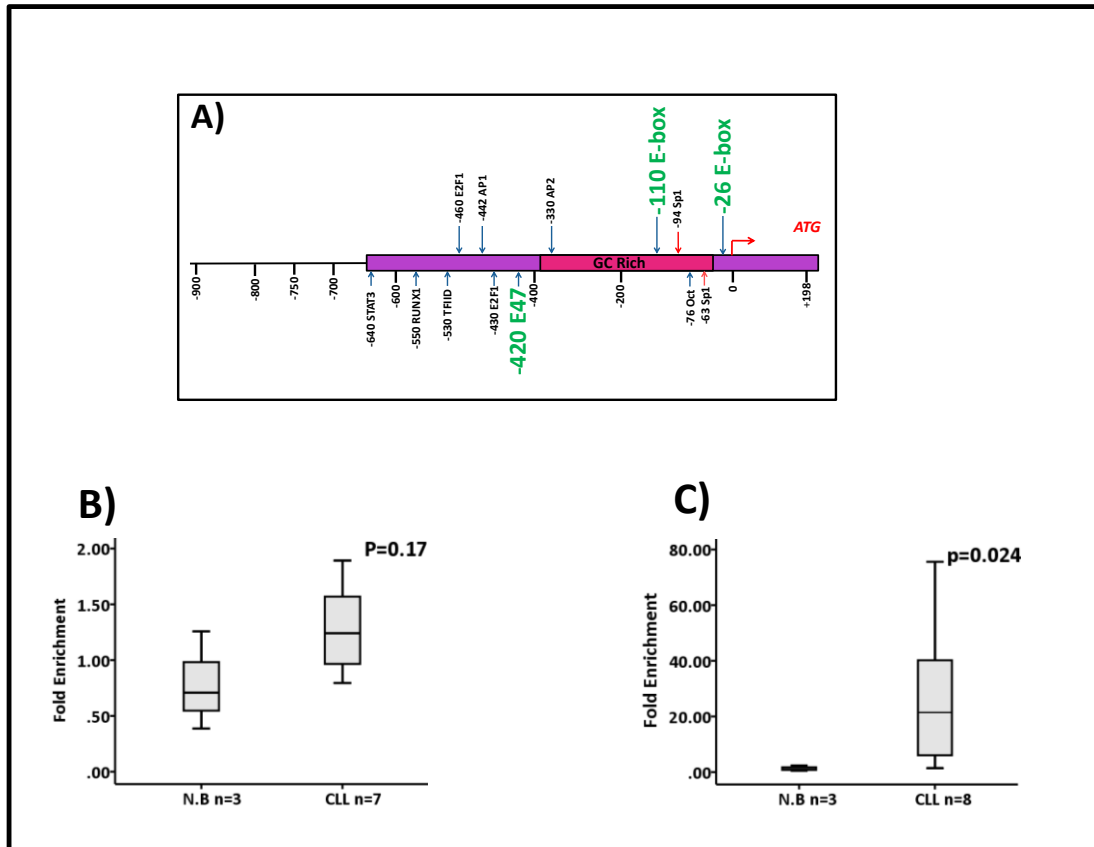 A)
-460 E2F1
-442 AP1
-330 AP2
-110 E-box
-94 Sp1
-26 E-box
ATG
GC Rich
-900
-800
-750
-700
-640 STAT3
-600
-550 RUNX1
-530 TFIID
-430 E2F1
-420 E47
-400
-200
-76 Oct
-63 Sp1
0
+198
B)
P=0.17
Fold Enrichment
2.00
1.50
1.00
.50
.00
N.B n=3
CLL n=7
C)
p=0.024
Fold Enrichment
80.00
60.00
40.00
20.00
.00
N.B n=3
CLL n=8